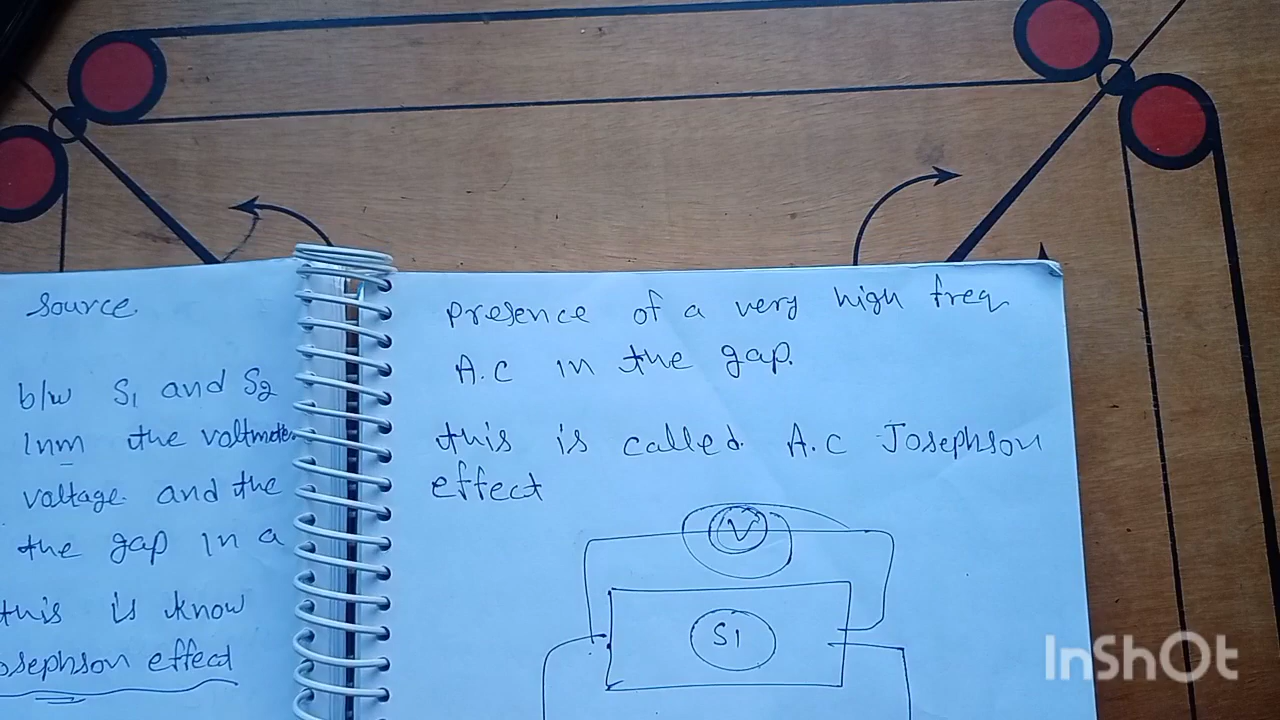 source.
b/w S1 and S2
1nm the voltmeter
voltage. and the
the gap in a
this is know
osephson effect
presence of a very high freq
A.C in the gap.
this is called. A.C Josephson
effect
V
S1
InShOt